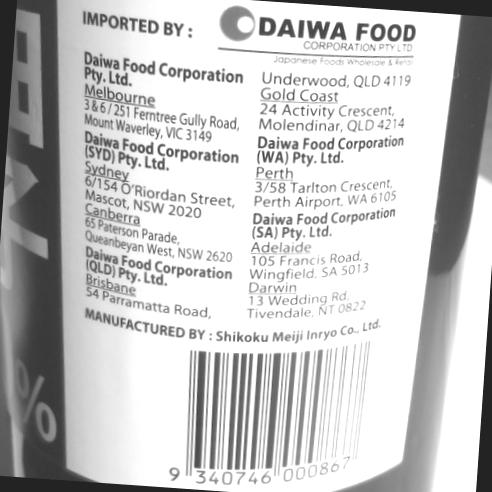 IMPORTED BY :
DAIWA FOOD
CORPORATION PTY LTD
Japanese Foods Wholesale & Retail
Daiwa Food Corporation
Pty. Ltd.
Melbourne
3 & 6 / 251 Ferntree Gully Road,
Mount Waverley, VIC 3149
Daiwa Food Corporation
(SYD) Pty. Ltd.
Sydney
6/154 O'Riordan Street,
Mascot, NSW 2020
Canberra
65 Paterson Parade,
Queanbeyan West, NSW 2620
Daiwa Food Corporation
(QLD) Pty. Ltd.
Brisbane
54 Parramatta Road,
Underwood, QLD 4119
Gold Coast
24 Activity Crescent,
Molendinar, QLD 4214
Daiwa Food Corporation
(WA) Pty. Ltd.
Perth
3/58 Tarlton Crescent,
Perth Airport, WA 6105
Daiwa Food Corporation
(SA) Pty. Ltd.
Adelaide
105 Francis Road,
Wingfield, SA 5013
Darwin
13 Wedding Rd.
Tivendale, NT 0822
MANUFACTURED BY : Shikoku Meiji Inryo Co., Ltd.
9 340746 000867
%